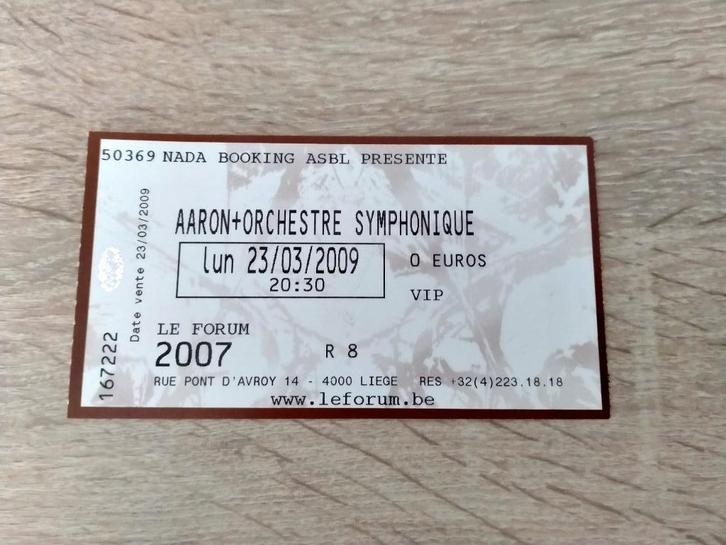 50369 NADA BOOKING ASBL PRESENTE
AARON+ORCHESTRE SYMPHONIQUE
lun 23/03/2009
20:30
0 EUROS
VIP
LE FORUM
2007 R 8
RUE PONT D'AVROY 14 - 4000 LIEGE RES +32(4)223.18.18
www.leforum.be
Date vente 23/03/2009
167222